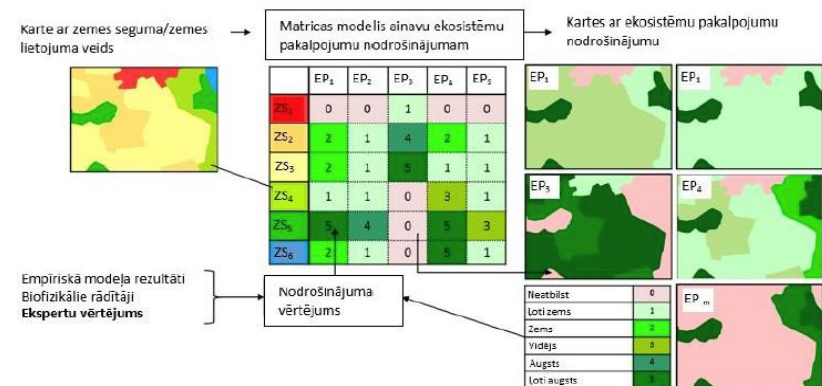 Karte ar zemes seguma/zemes
lietojuma veids
Matricas modelis ainavu ekosistēmu
pakalpojumu nodrošinājumam
Kartes ar ekosistēmu pakalpojumu
nodrošinājumu
EP₁ EP₂ EP₃ EP₄ EP₅
ZS₁ 0 0 1 0 0
ZS₂ 2 1 4 2 1
ZS₃ 2 1 5 1 1
ZS₄ 1 1 0 3 1
ZS₅ 5 4 0 5 3
ZS₆ 2 1 0 5 1
EP₁
EP₁
EP₃
EP₄
EP m
Empīriskā modeļa rezultāti
Biofizikālie rādītāji
Ekspertu vērtējums
Nodrošinājuma
vērtējums
Neatbilst 0
Ļoti zems 1
Zems 2
Vidējs 3
Augsts 4
Ļoti augsts 5